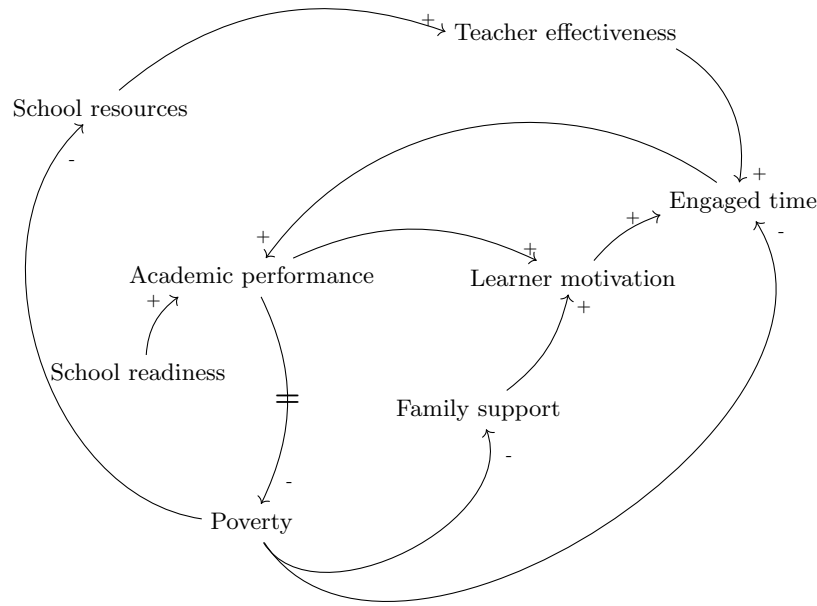 +
Teacher effectiveness
School resources
-
+
Engaged time
+
-
+
+
Academic performance
Learner motivation
+
+
School readiness
Family support
-
-
Poverty